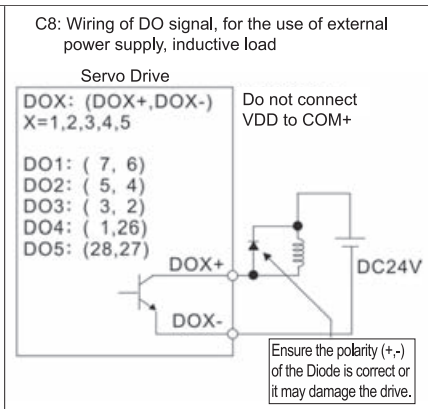 C8: Wiring of DO signal, for the use of external
power supply, inductive load
Servo Drive
DOX: (DOX+,DOX-)
X=1,2,3,4,5
Do not connect
VDD to COM+
DO1: ( 7, 6)
DO2: ( 5, 4)
DO3: ( 3, 2)
DO4: ( 1,26)
DO5: (28,27)
DOX+
DC24V
DOX-
Ensure the polarity (+,-)
of the Diode is correct or
it may damage the drive.